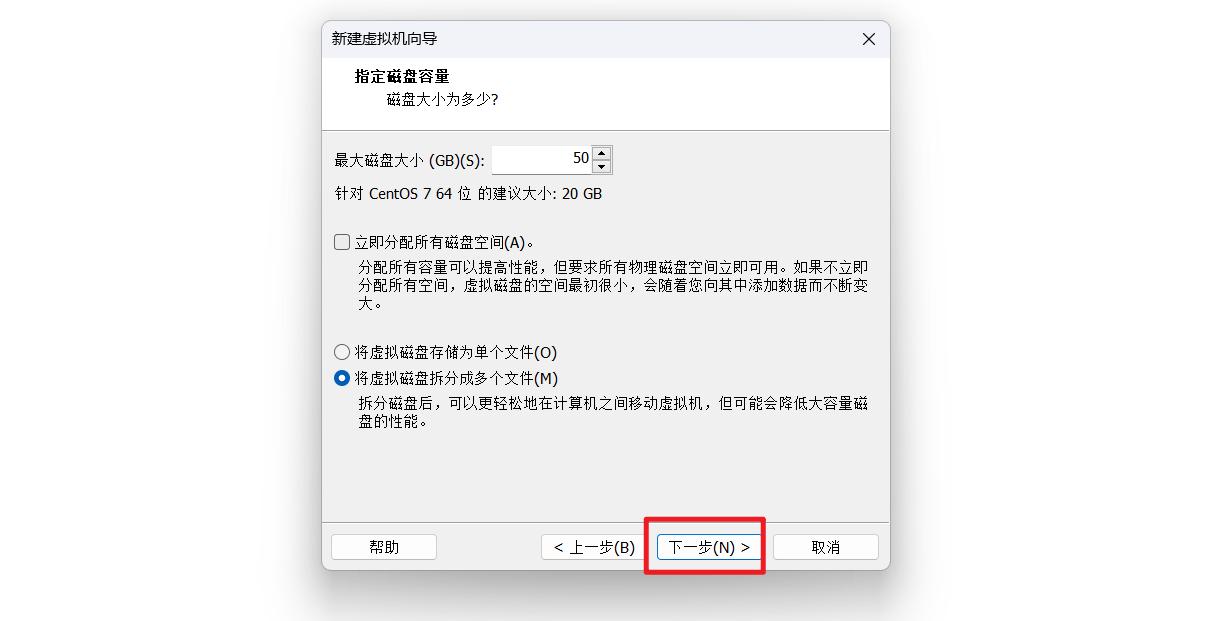 新建虚拟机向导
指定磁盘容量
磁盘大小为多少?
最大磁盘大小 (GB)(S): 50
针对 CentOS 7 64 位 的建议大小: 20 GB
立即分配所有磁盘空间(A)。
分配所有容量可以提高性能，但要求所有物理磁盘空间立即可用。如果不立即
分配所有空间，虚拟磁盘的空间最初很小，会随着您向其中添加数据而不断变
大。
将虚拟磁盘存储为单个文件(O)
将虚拟磁盘拆分成多个文件(M)
拆分磁盘后，可以更轻松地在计算机之间移动虚拟机，但可能会降低大容量磁
盘的性能。
帮助 < 上一步(B) 下一步(N) > 取消